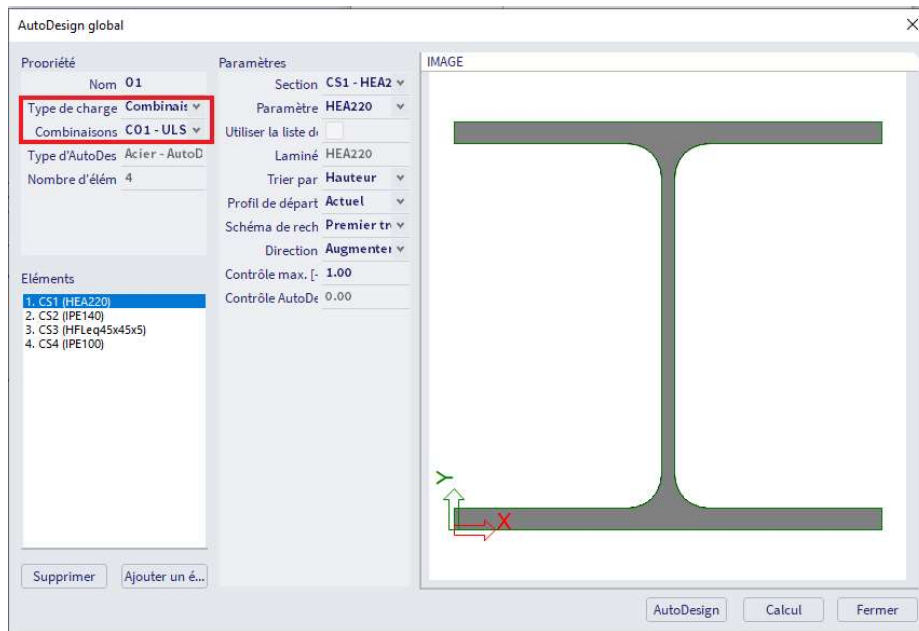 AutoDesign global
Propriété
Nom O1
Type de charge Combinais
Combinaisons CO1 - ULS
Type d'AutoDes Acier - AutoD
Nombre d'élém 4
Eléments
1. CS1 (HEA220)
2. CS2 (IPE140)
3. CS3 (HFLeq45x45x5)
4. CS4 (IPE100)
Supprimer Ajouter un é...
Paramètres
Section CS1 - HEA2
Paramètre HEA220
Utiliser la liste de
Laminé HEA220
Trier par Hauteur
Profil de départ Actuel
Schéma de rech Premier tr
Direction Augmenter
Contrôle max. [- 1.00
Contrôle AutoDe 0.00
IMAGE
Y
X
AutoDesign Calcul Fermer